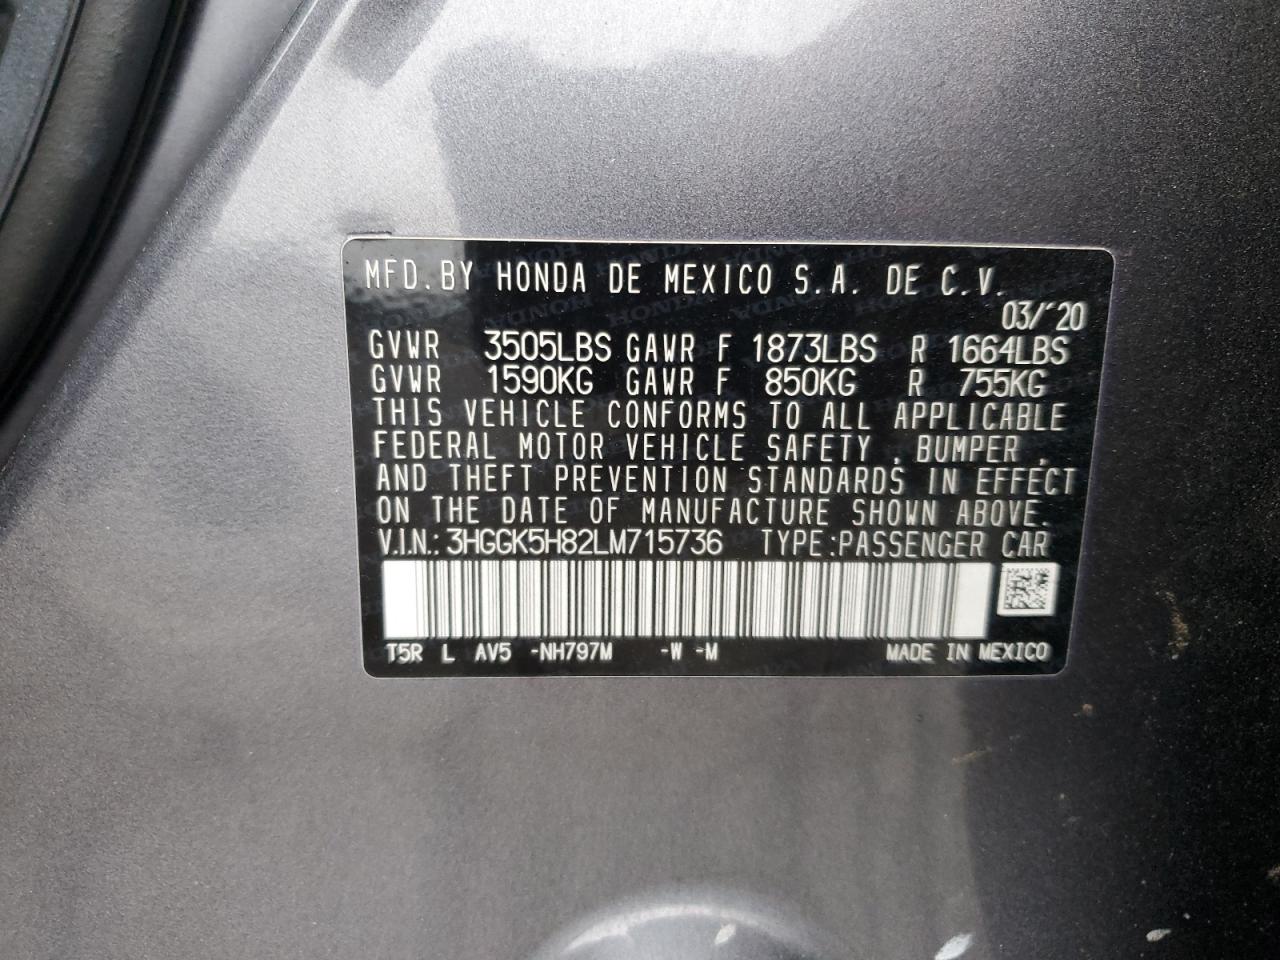 MFD. BY HONDA DE MEXICO S.A. DE C.V.
03/'20
GVWR 3505LBS GAWR F 1873LBS R 1664LBS
GVWR 1590KG GAWR F 850KG R 755KG
THIS VEHICLE CONFORMS TO ALL APPLICABLE
FEDERAL MOTOR VEHICLE SAFETY , BUMPER ,
AND THEFT PREVENTION STANDARDS IN EFFECT
ON THE DATE OF MANUFACTURE SHOWN ABOVE.
V.I.N.: 3HGGK5H82LM715736 TYPE:PASSENGER CAR
T5R L AV5 -NH797M -W -M MADE IN MEXICO